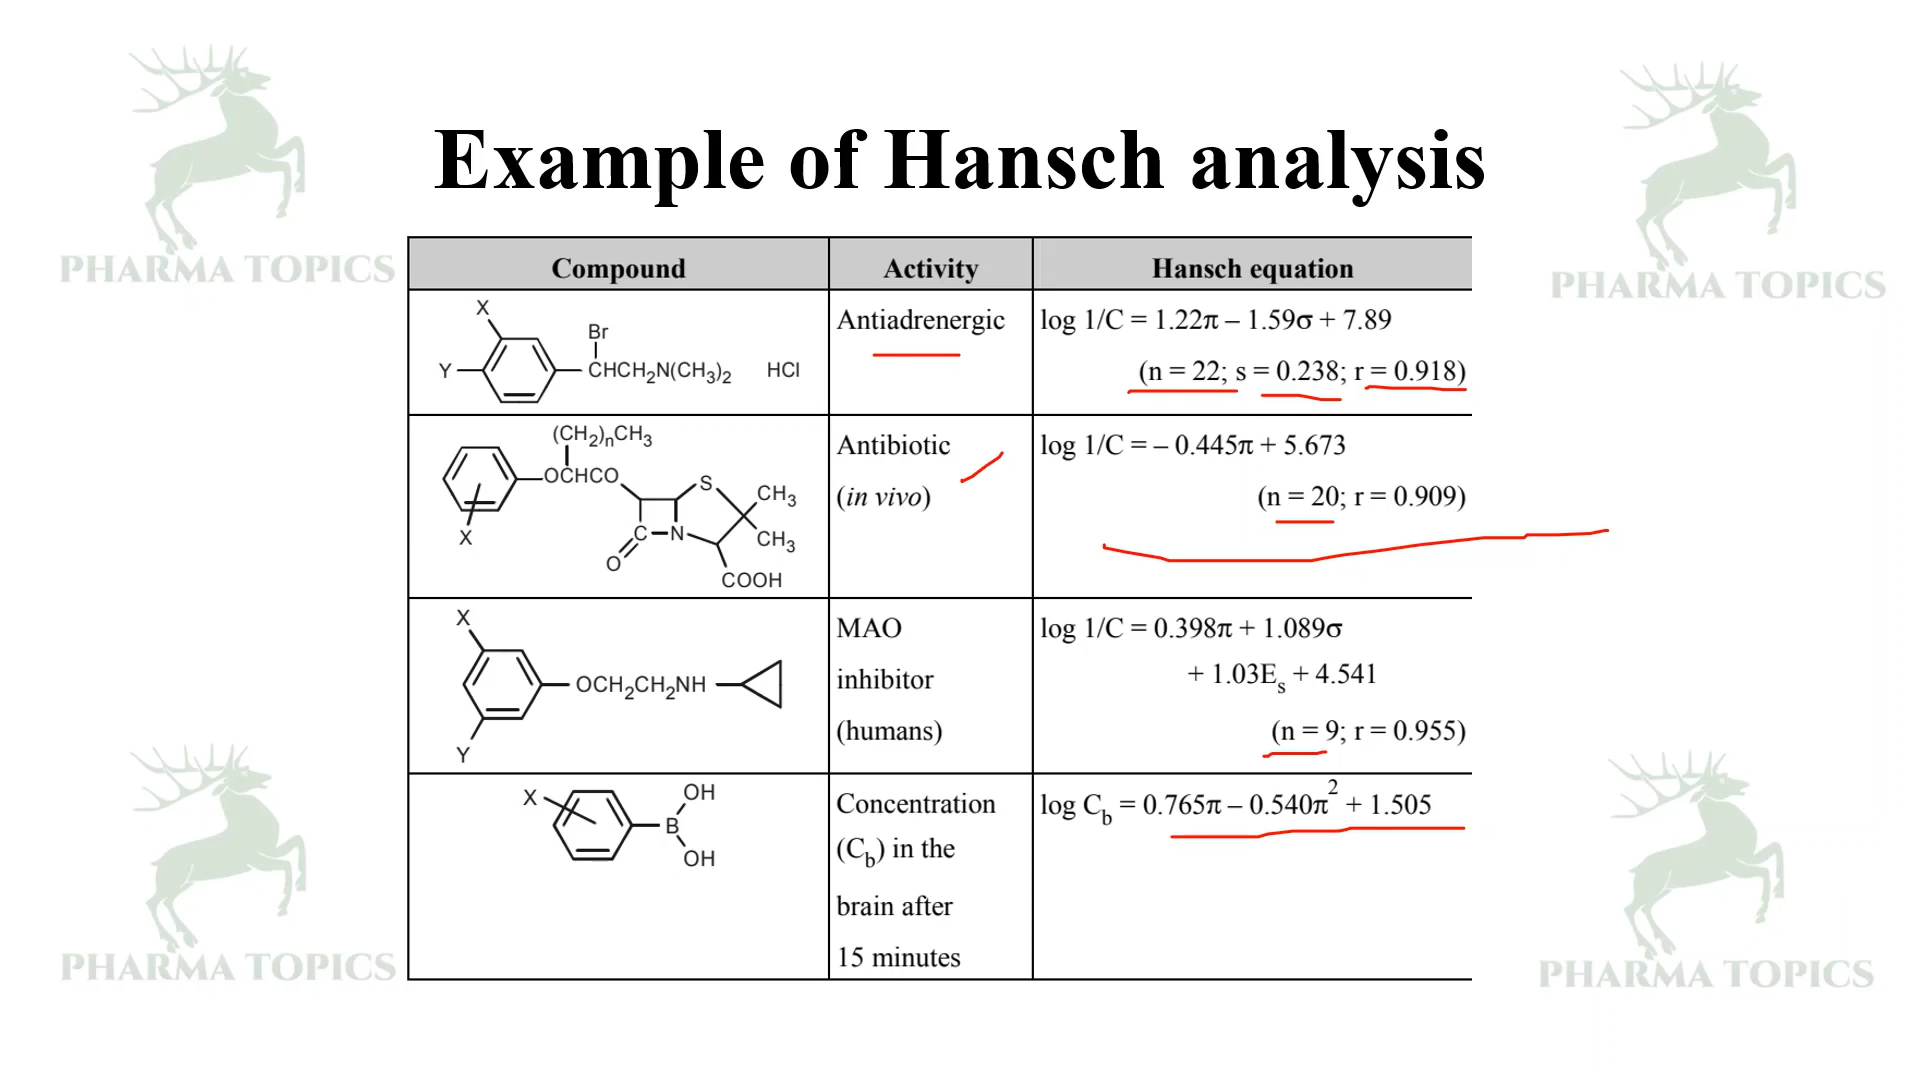 Example of Hansch analysis
PHARMA TOPICS
PHARMA TOPICS
Compound Activity Hansch equation
X
Br
Y
CHCH₂N(CH₃)₂ HCl
Antiadrenergic
log 1/C = 1.22π – 1.59σ + 7.89
(n = 22; s = 0.238; r = 0.918)
(CH₂)ₙCH₃
OCHCO
S
CH₃
X
C
N
CH₃
O
COOH
Antibiotic
(in vivo)
log 1/C = – 0.445π + 5.673
(n = 20; r = 0.909)
X
OCH₂CH₂NH
Y
MAO
inhibitor
(humans)
log 1/C = 0.398π + 1.089σ
+ 1.03Eₛ + 4.541
(n = 9; r = 0.955)
X
OH
B
OH
Concentration
(C_b) in the
brain after
15 minutes
log C_b = 0.765π – 0.540π² + 1.505
PHARMA TOPICS
PHARMA TOPICS